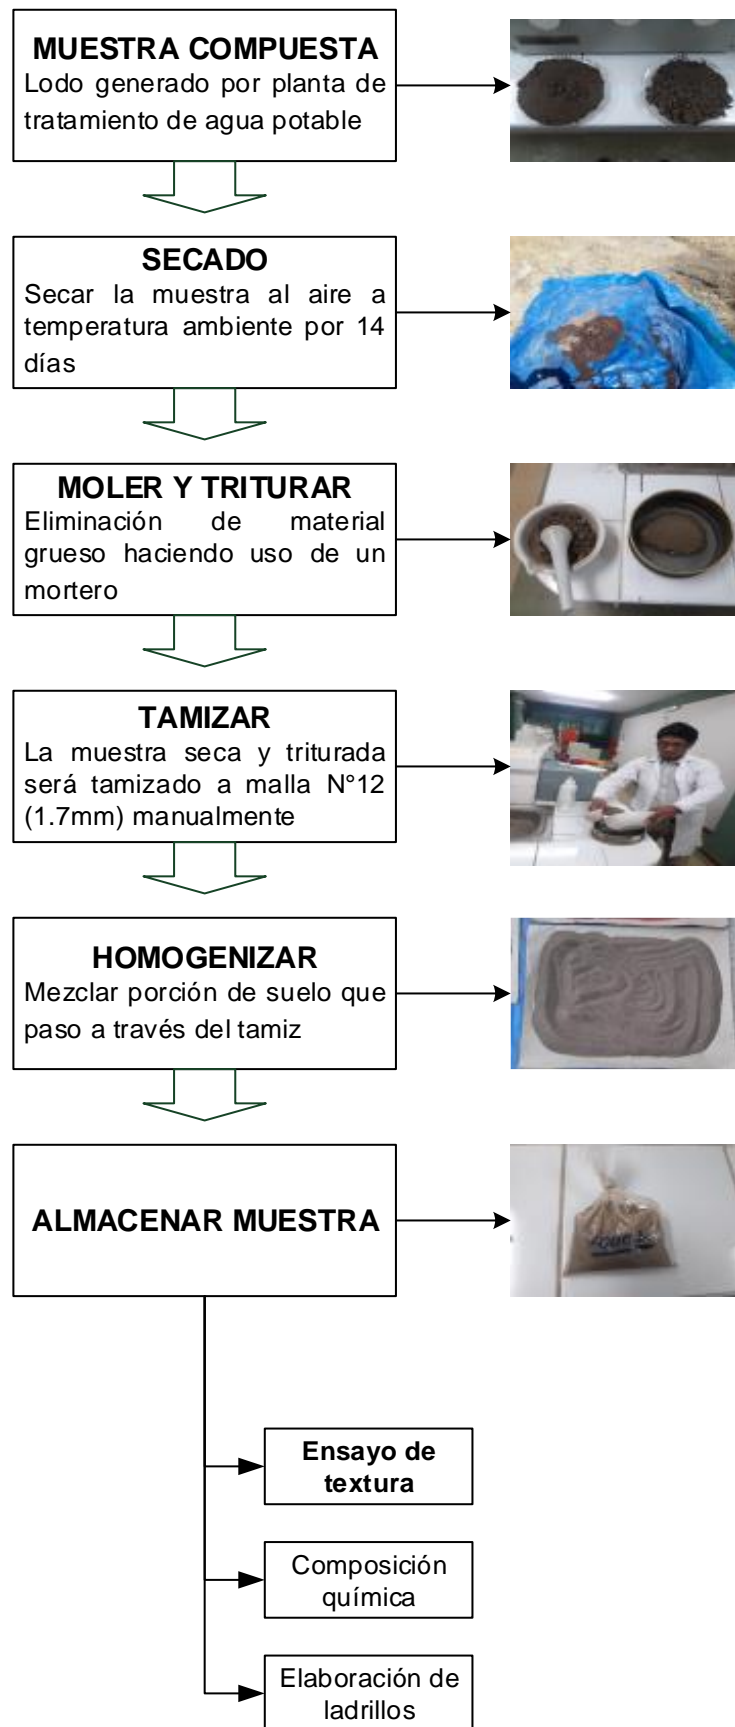 MUESTRA COMPUESTA
Lodo generado por planta de
tratamiento de agua potable
SECADO
Secar la muestra al aire a
temperatura ambiente por 14
días
MOLER Y TRITURAR
Eliminación de material
grueso haciendo uso de un
mortero
TAMIZAR
La muestra seca y triturada
será tamizado a malla N°12
(1.7mm) manualmente
HOMOGENIZAR
Mezclar porción de suelo que
paso a través del tamiz
ALMACENAR MUESTRA
Ensayo de
textura
Composición
química
Elaboración de
ladrillos